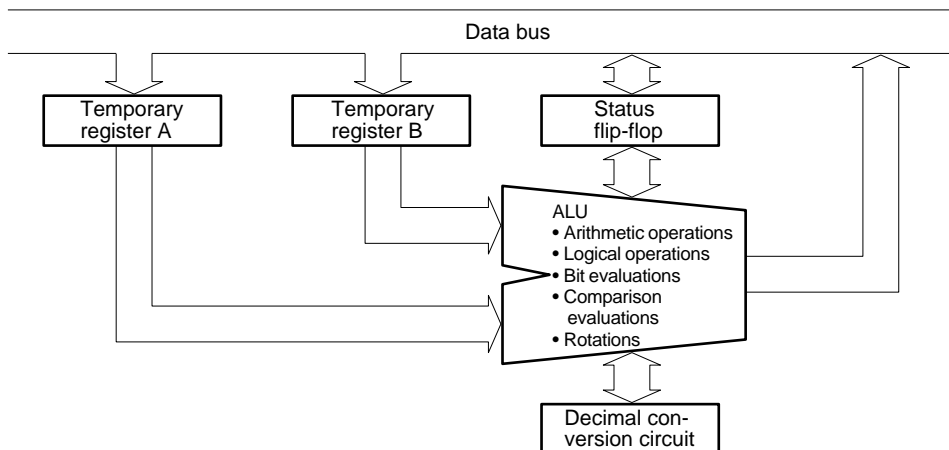 Data bus
Temporary
register A
Temporary
register B
Status
flip-flop
ALU
• Arithmetic operations
• Logical operations
• Bit evaluations
• Comparison
evaluations
• Rotations
Decimal con-
version circuit